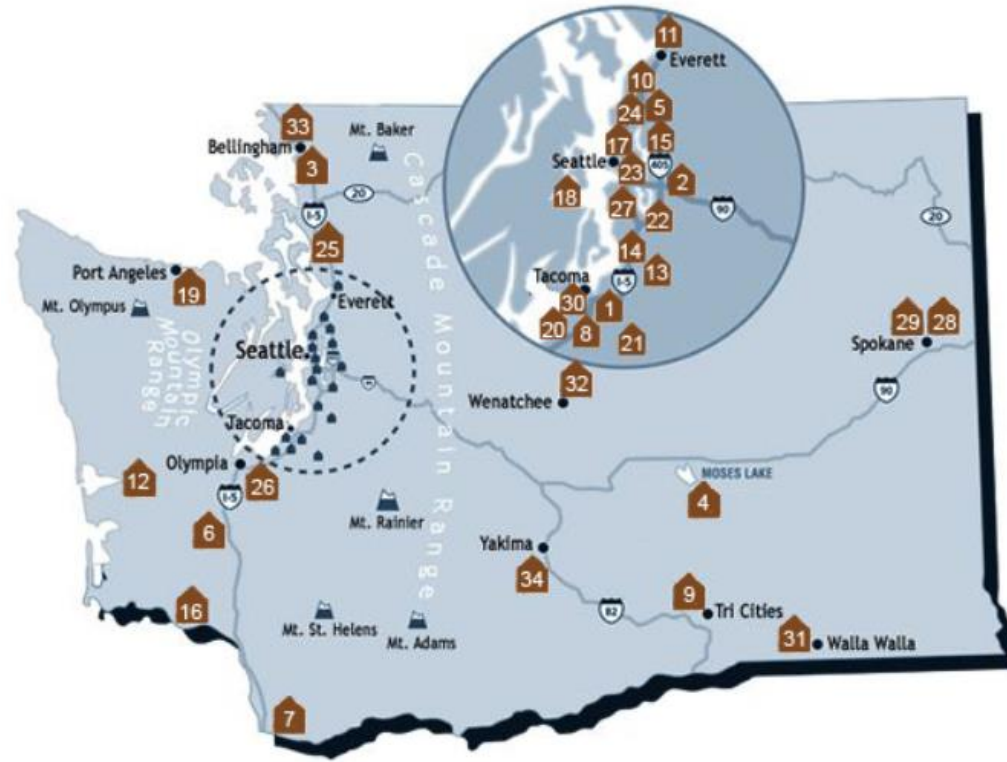 11
Everett
10
24
5
17
15
Seattle
23
405
2
18
27
22
90
14
13
Tacoma
I-5
30
1
20
8
21
33
Bellingham
3
Mt. Baker
20
I-5
25
Cascade Mountain Range
20
Port Angeles
19
Mt. Olympus
Olympic
Mountain
Range
Everett
Seattle
Tacoma
32
Wenatchee
29
28
Spokane
90
Olympia
12
26
I-5
6
Mt. Rainier
MOSES LAKE
4
Yakima
34
16
Mt. St. Helens
Mt. Adams
82
9
Tri Cities
31
Walla Walla
7